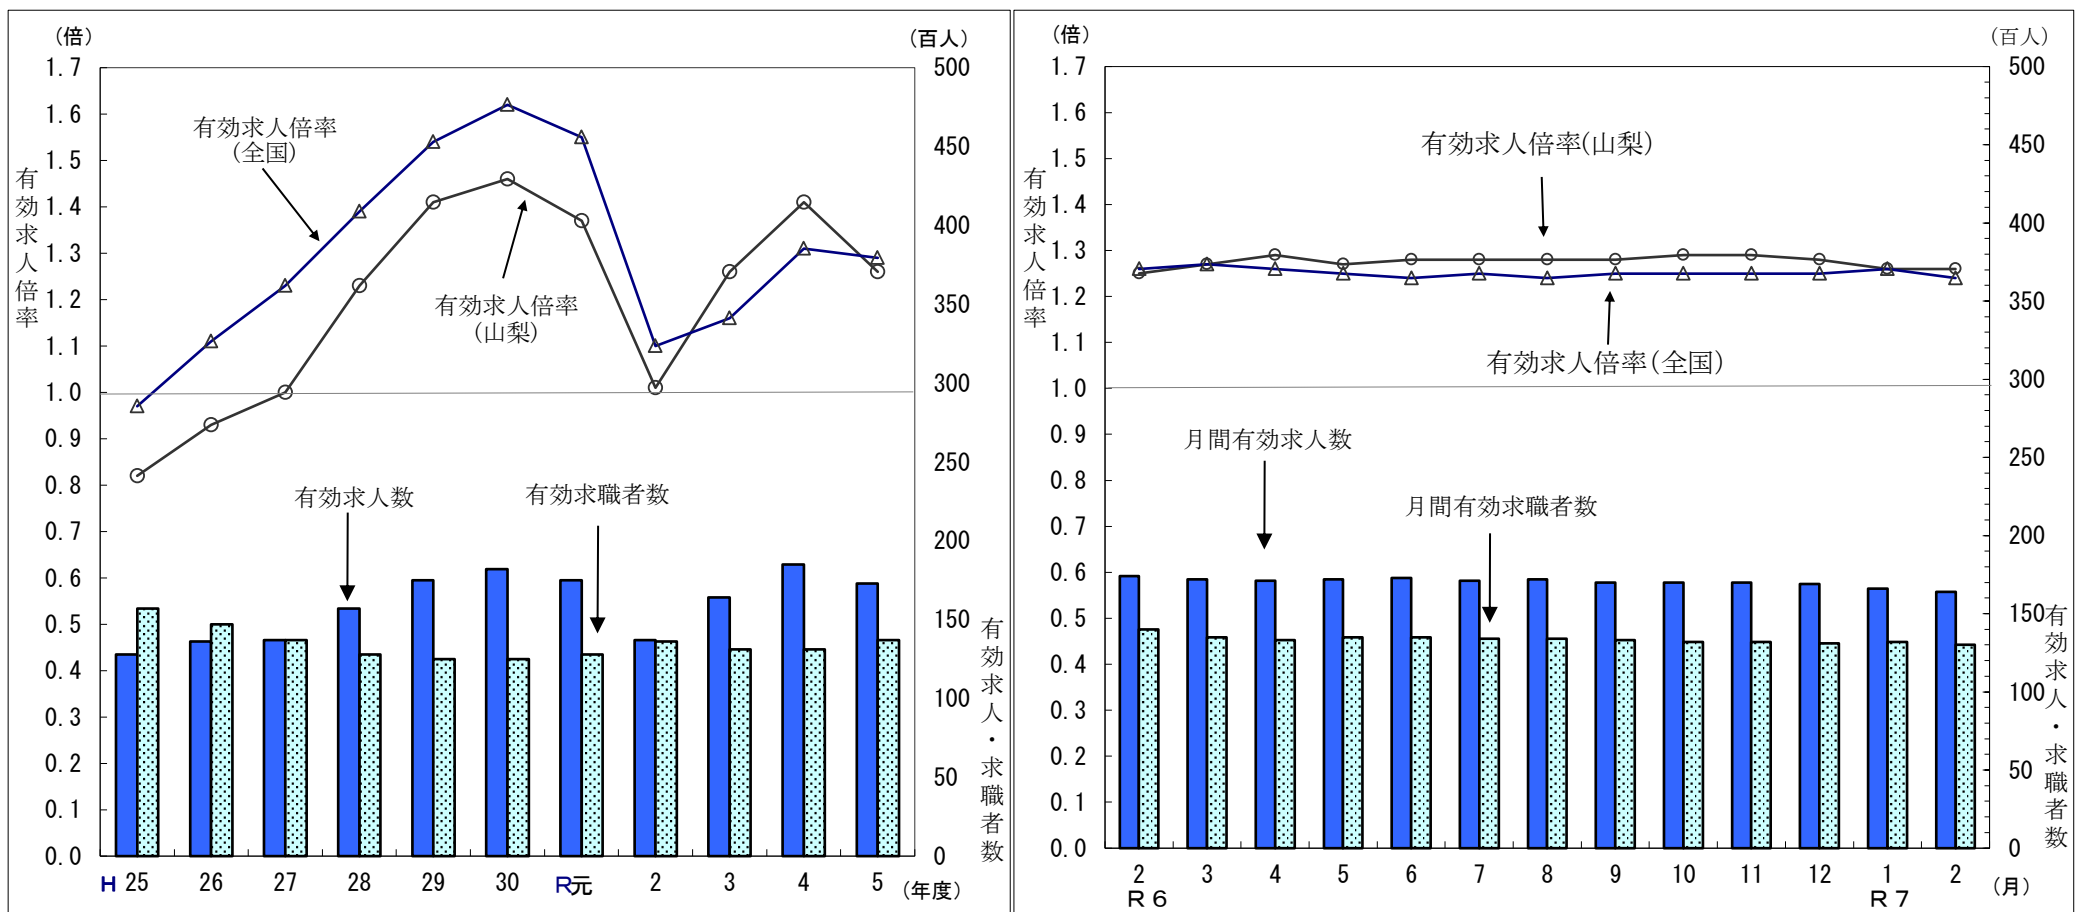 (倍)
(百人)
1.7
1.6
1.5
1.4
1.3
1.2
1.1
1.0
0.9
0.8
0.7
0.6
0.5
0.4
0.3
0.2
0.1
0.0
有効求人倍率
有効求人倍率
(全国)
有効求人倍率
(山梨)
有効求人数
有効求職者数
500
450
400
350
300
250
200
150
100
50
0
有効求人・求職者数
H 25 26 27 28 29 30 R元 2 3 4 5 (年度)
(倍)
(百人)
1.7
1.6
1.5
1.4
1.3
1.2
1.1
1.0
0.9
0.8
0.7
0.6
0.5
0.4
0.3
0.2
0.1
0.0
有効求人倍率
有効求人倍率(山梨)
有効求人倍率(全国)
月間有効求人数
月間有効求職者数
500
450
400
350
300
250
200
150
100
50
0
有効求人・求職者数
2 3 4 5 6 7 8 9 10 11 12 1 2 (月)
R6 R7